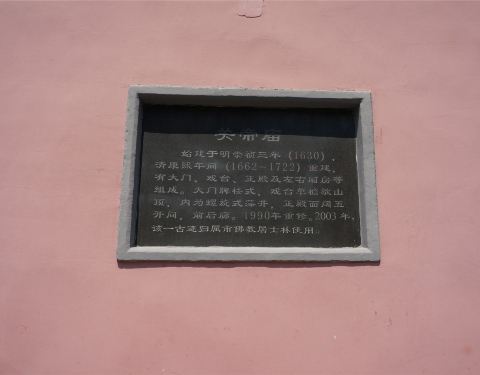 关帝庙
始建于明崇祯三年（1630），
清康熙年间（1662～1722）重建，
有大门、戏台、正殿及左右厢房等
组成。大门牌楼式，戏台单檐歇山
顶，内为螺旋式藻井，正殿面阔五
开间，前后廊。1990年重修。2003年，
该一古迹归属市佛教居士林使用。